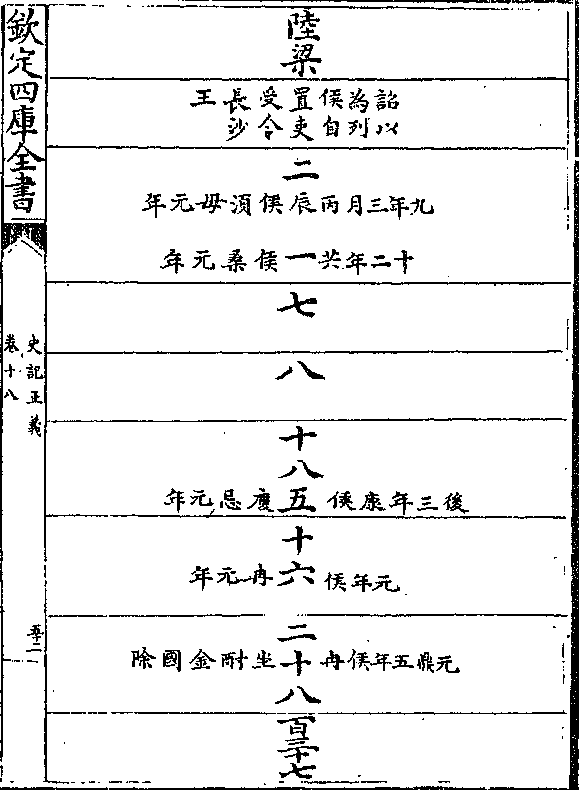 陸梁
詔以為列侯自置吏受令長沙王
二
九年三月丙辰侯湏毋元年
一
十二年共侯桑元年
七
八
十八
五
後三年康侯慶忌元年
十六
元年侯冉元年
二十八
元鼎五年侯冉坐酎金國除
百三十七
欽定四庫全書
史記正義
卷十八